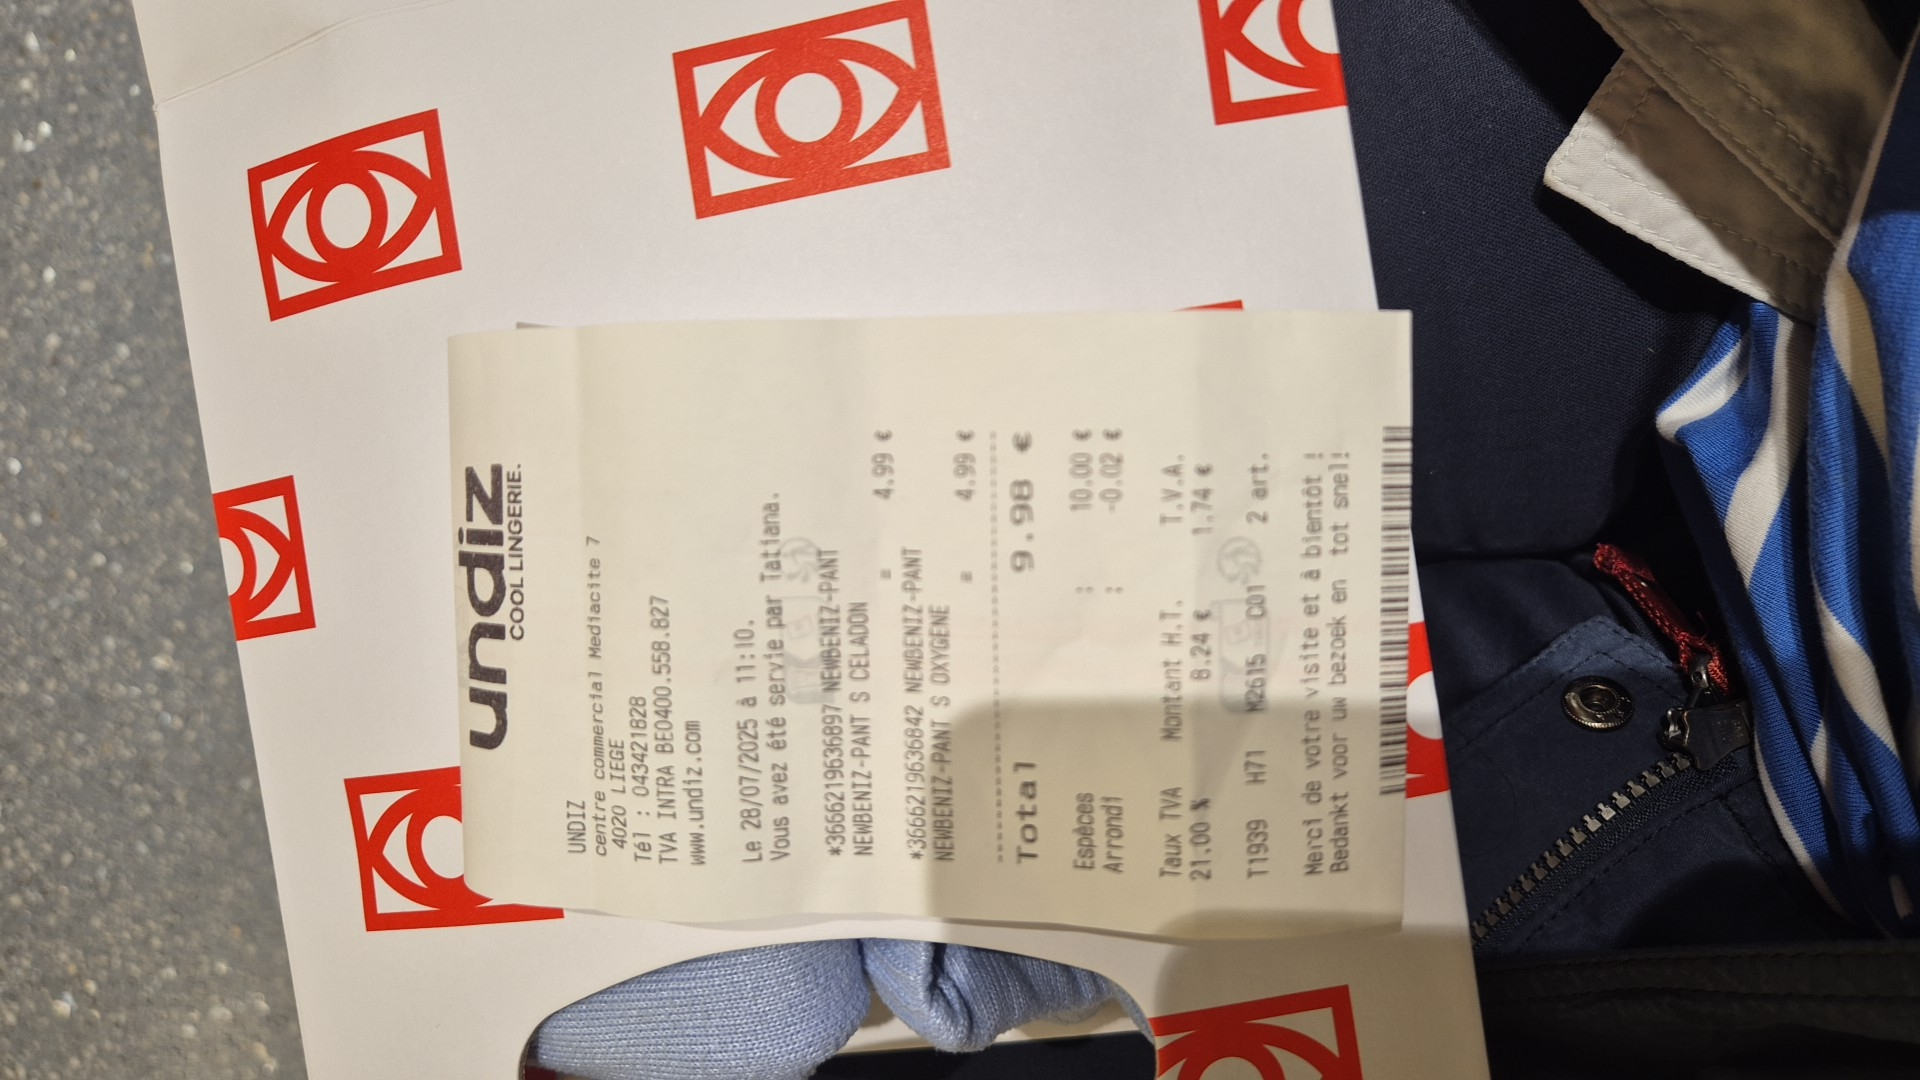 undiz
COOL LINGERIE.
UNDIZ
centre commercial Mediacite 7
4020 LIEGE
Tél : 043421828
TVA INTRA BE0400.558.827
www.undiz.com
Le 28/07/2025 à 11:10.
Vous avez été servie par Tatiana.
*3666219636897 NEWBENIZ-PANT
NEWBENIZ-PANT S CELADON
= 4.99 €
*3666219636842 NEWBENIZ-PANT
NEWBENIZ-PANT S OXYGENE
= 4.99 €
Total 9.98 €
Espèces : 10.00 €
Arrondi : -0.02 €
Taux TVA Montant H.T. T.V.A.
21.00 % 8.24 € 1.74 €
T1939 H71 M2615 C01 2 art.
Merci de votre visite et à bientôt !
Bedankt voor uw bezoek en tot snel!